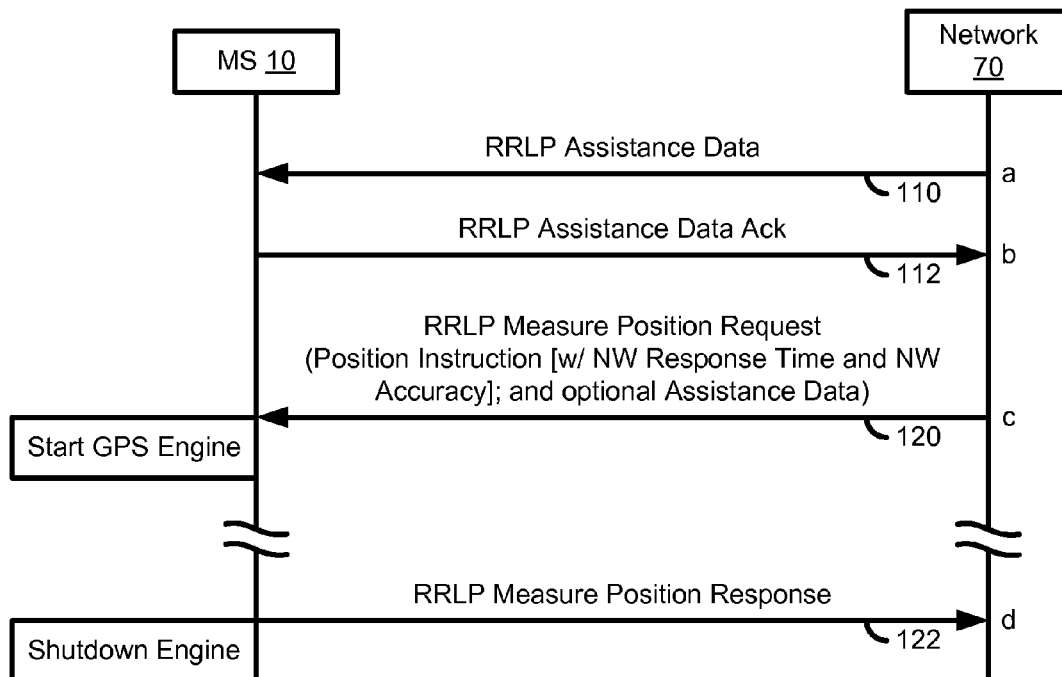 MS 10
Network
70
RRLP Assistance Data
a
110
RRLP Assistance Data Ack
b
112
RRLP Measure Position Request
(Position Instruction [w/ NW Response Time and NW
Accuracy]; and optional Assistance Data)
c
120
Start GPS Engine
RRLP Measure Position Response
d
122
Shutdown Engine